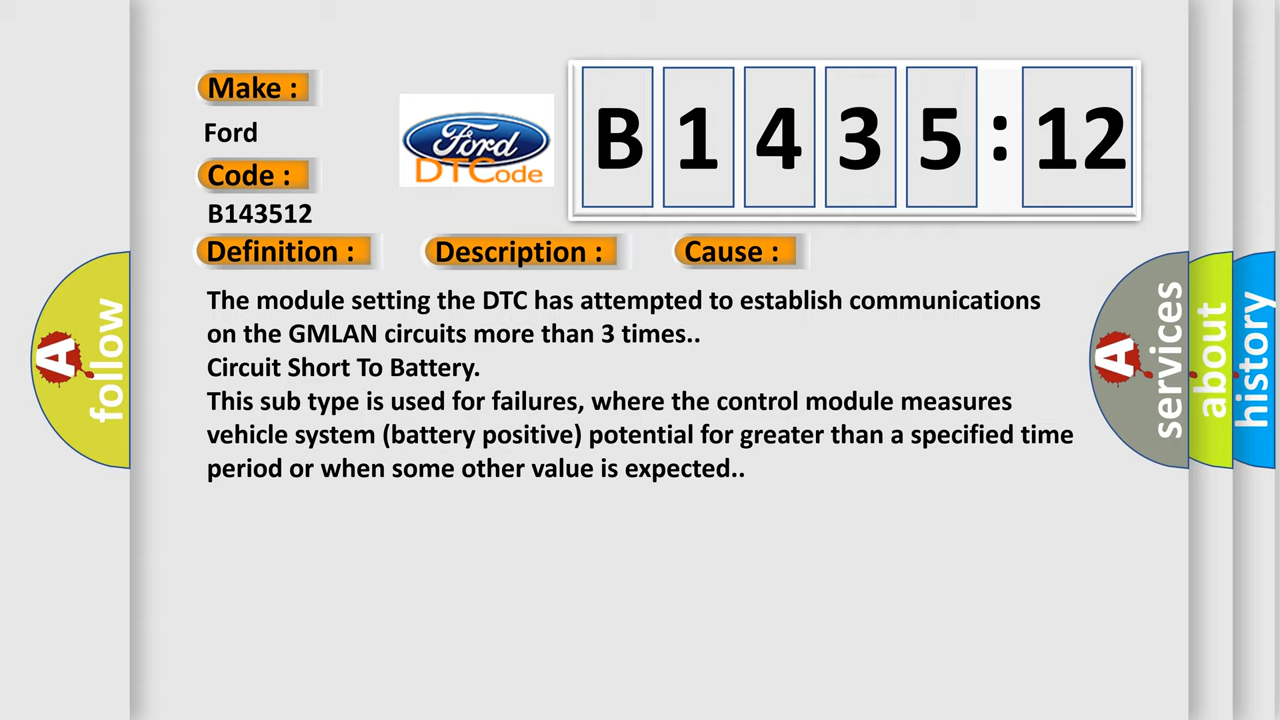 Make :
Ford
Code :
B143512
Ford
DTCode
B 1 4 3 5 : 12
Definition :
Description :
Cause :
The module setting the DTC has attempted to establish communications
on the GMLAN circuits more than 3 times..
Circuit Short To Battery.
This sub type is used for failures, where the control module measures
vehicle system (battery positive) potential for greater than a specified time
period or when some other value is expected..
A
follow
A
services
about
history